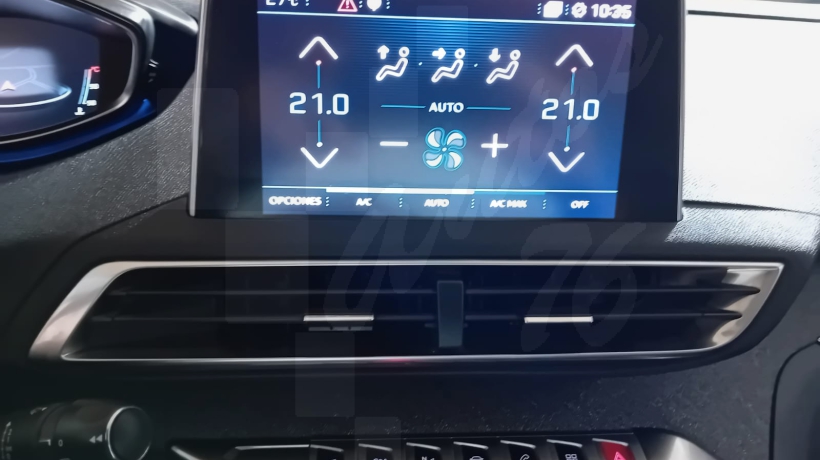 10:35
21.0 21.0
AUTO
OPCIONES A/C AUTO A/C MAX OFF